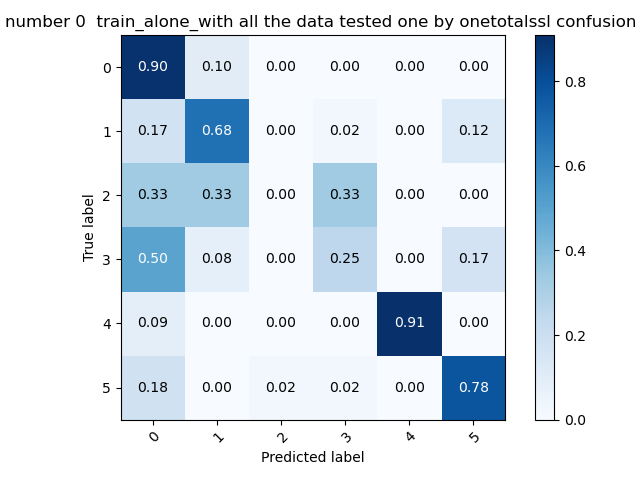 number 0  train_alone_with all the data tested one by onetotalssl confusion
0 0.90 0.10 0.00 0.00 0.00 0.00
0.8
1 0.17 0.68 0.00 0.02 0.00 0.12
0.6
2 0.33 0.33 0.00 0.33 0.00 0.00
True label
0.4
3 0.50 0.08 0.00 0.25 0.00 0.17
0.2
4 0.09 0.00 0.00 0.00 0.91 0.00
5 0.18 0.00 0.02 0.02 0.00 0.78
0.0
0 1 2 3 4 5
Predicted label